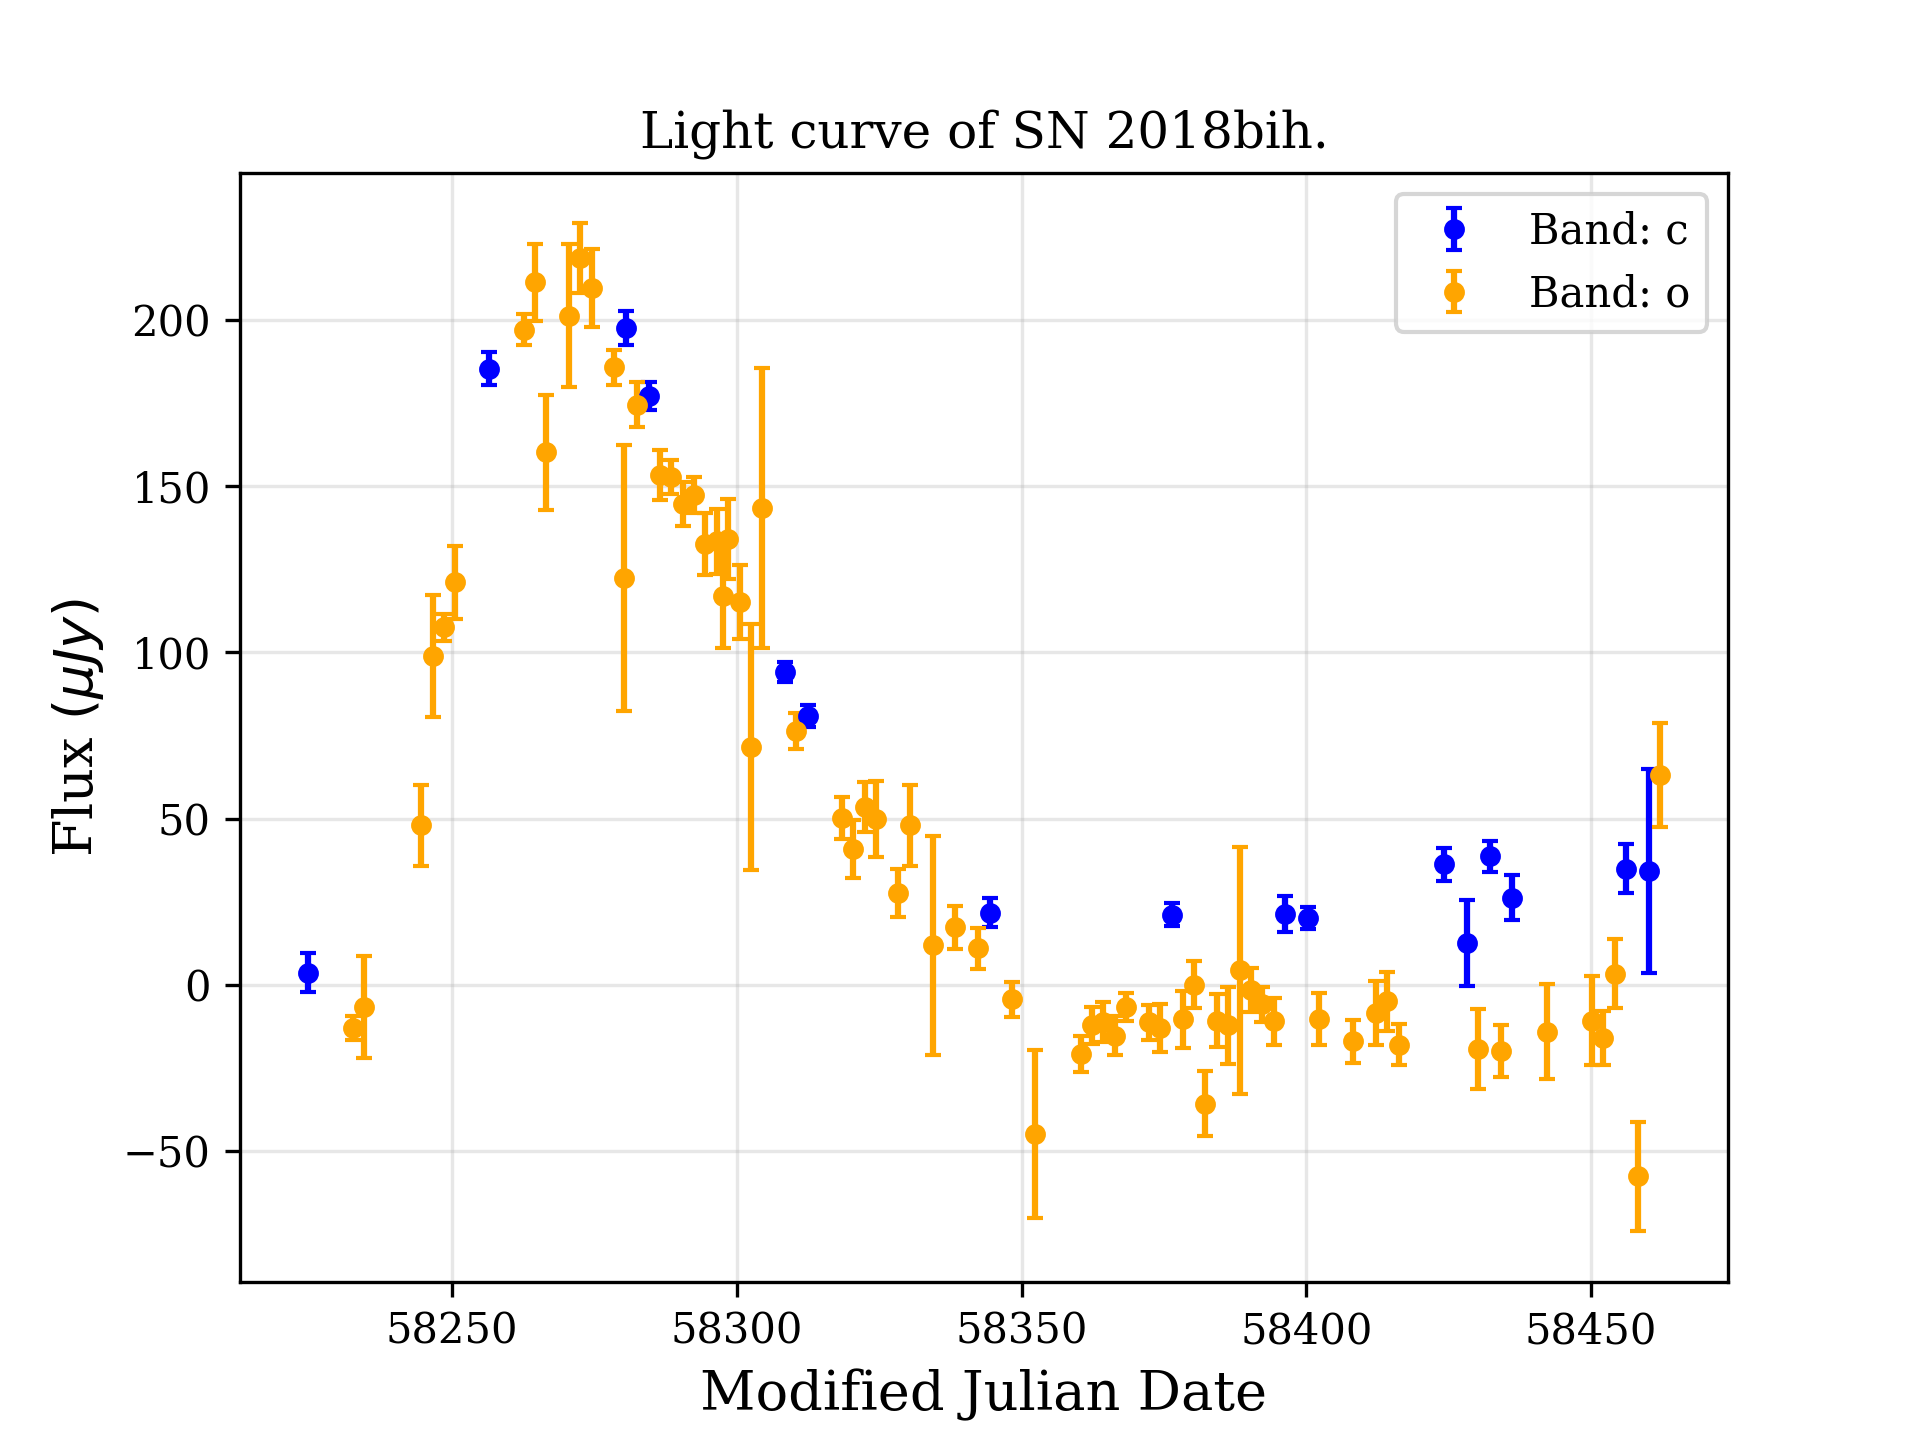 Light curve of SN 2018bih.
Band: c
Band: o
200
150
100
50
0
−50
Flux (μJy)
58250 58300 58350 58400 58450
Modified Julian Date